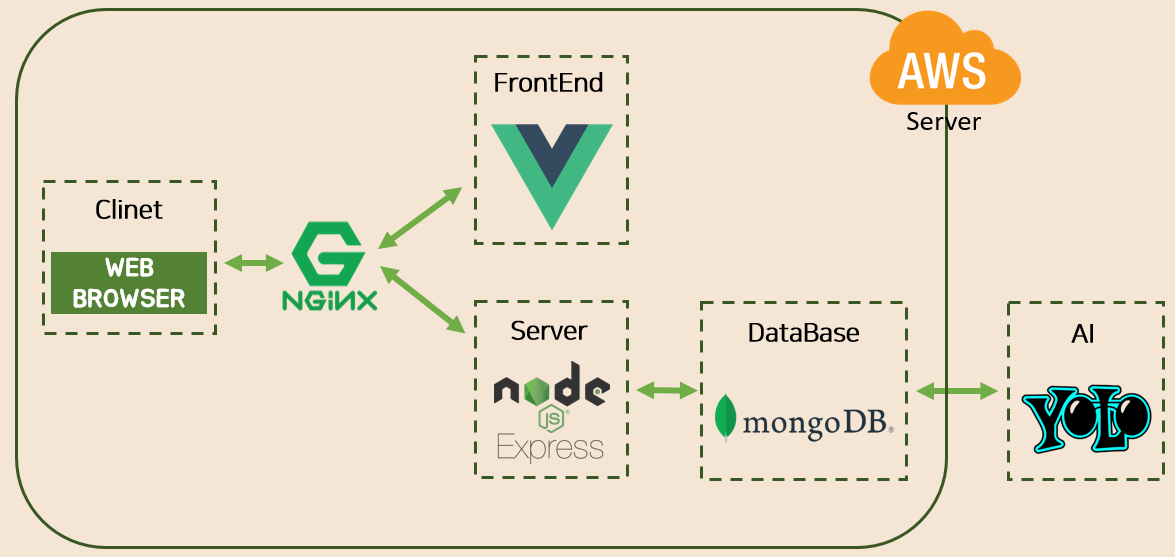 AWS
Server
FrontEnd
Clinet
WEB
BROWSER
NGiNX
Server
node
JS
Express
DataBase
mongoDB
AI
YOLO